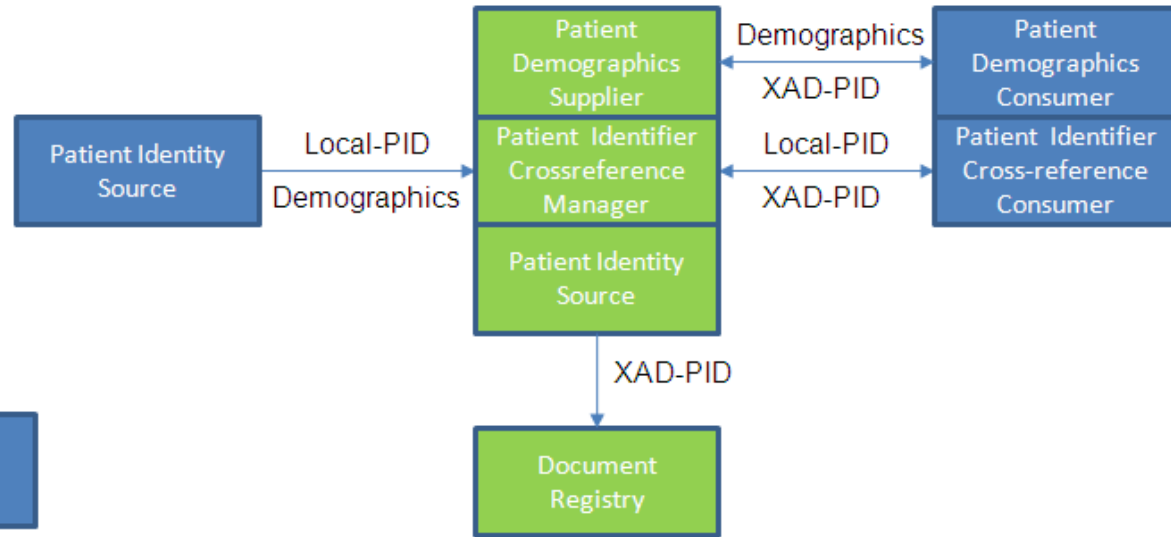 Patient
Demographics
Supplier
Demographics
XAD-PID
Patient
Demographics
Consumer
Patient Identity
Source
Local-PID
Demographics
Patient Identifier
Crossreference
Manager
Local-PID
XAD-PID
Patient Identifier
Cross-reference
Consumer
Patient Identity
Source
XAD-PID
Document
Registry